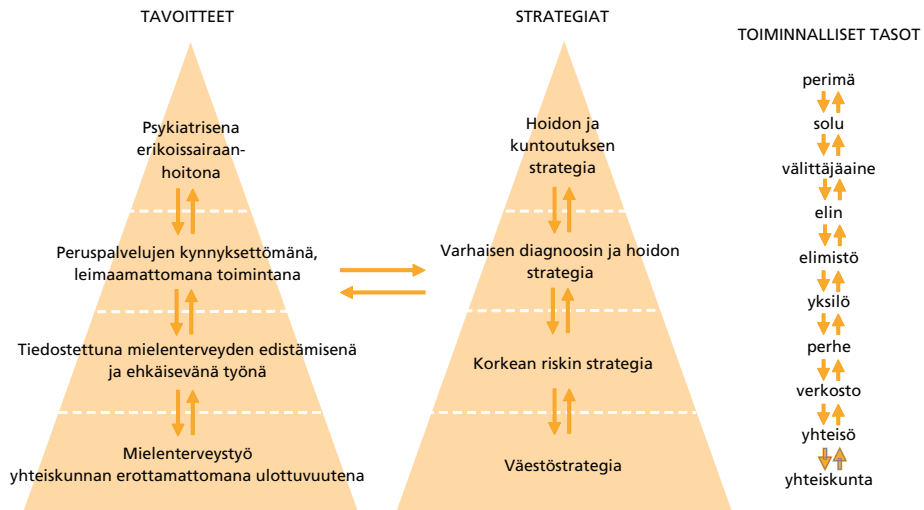 TAVOITTEET
Psykiatrisena
erikoissairaan-
hoitona
Peruspalvelujen kynnyksettömänä,
leimaamattomana toimintana
Tiedostettuna mielenterveyden edistämisenä
ja ehkäisevänä työnä
Mielenterveystyö
yhteiskunnan erottamattomana ulottuvuutena
STRATEGIAT
Hoidon ja
kuntoutuksen
strategia
Varhaisen diagnoosin ja hoidon
strategia
Korkean riskin strategia
Väestöstrategia
TOIMINNALLISET TASOT
perimä
solu
välittäjäaine
elin
elimistö
yksilö
perhe
verkosto
yhteisö
yhteiskunta